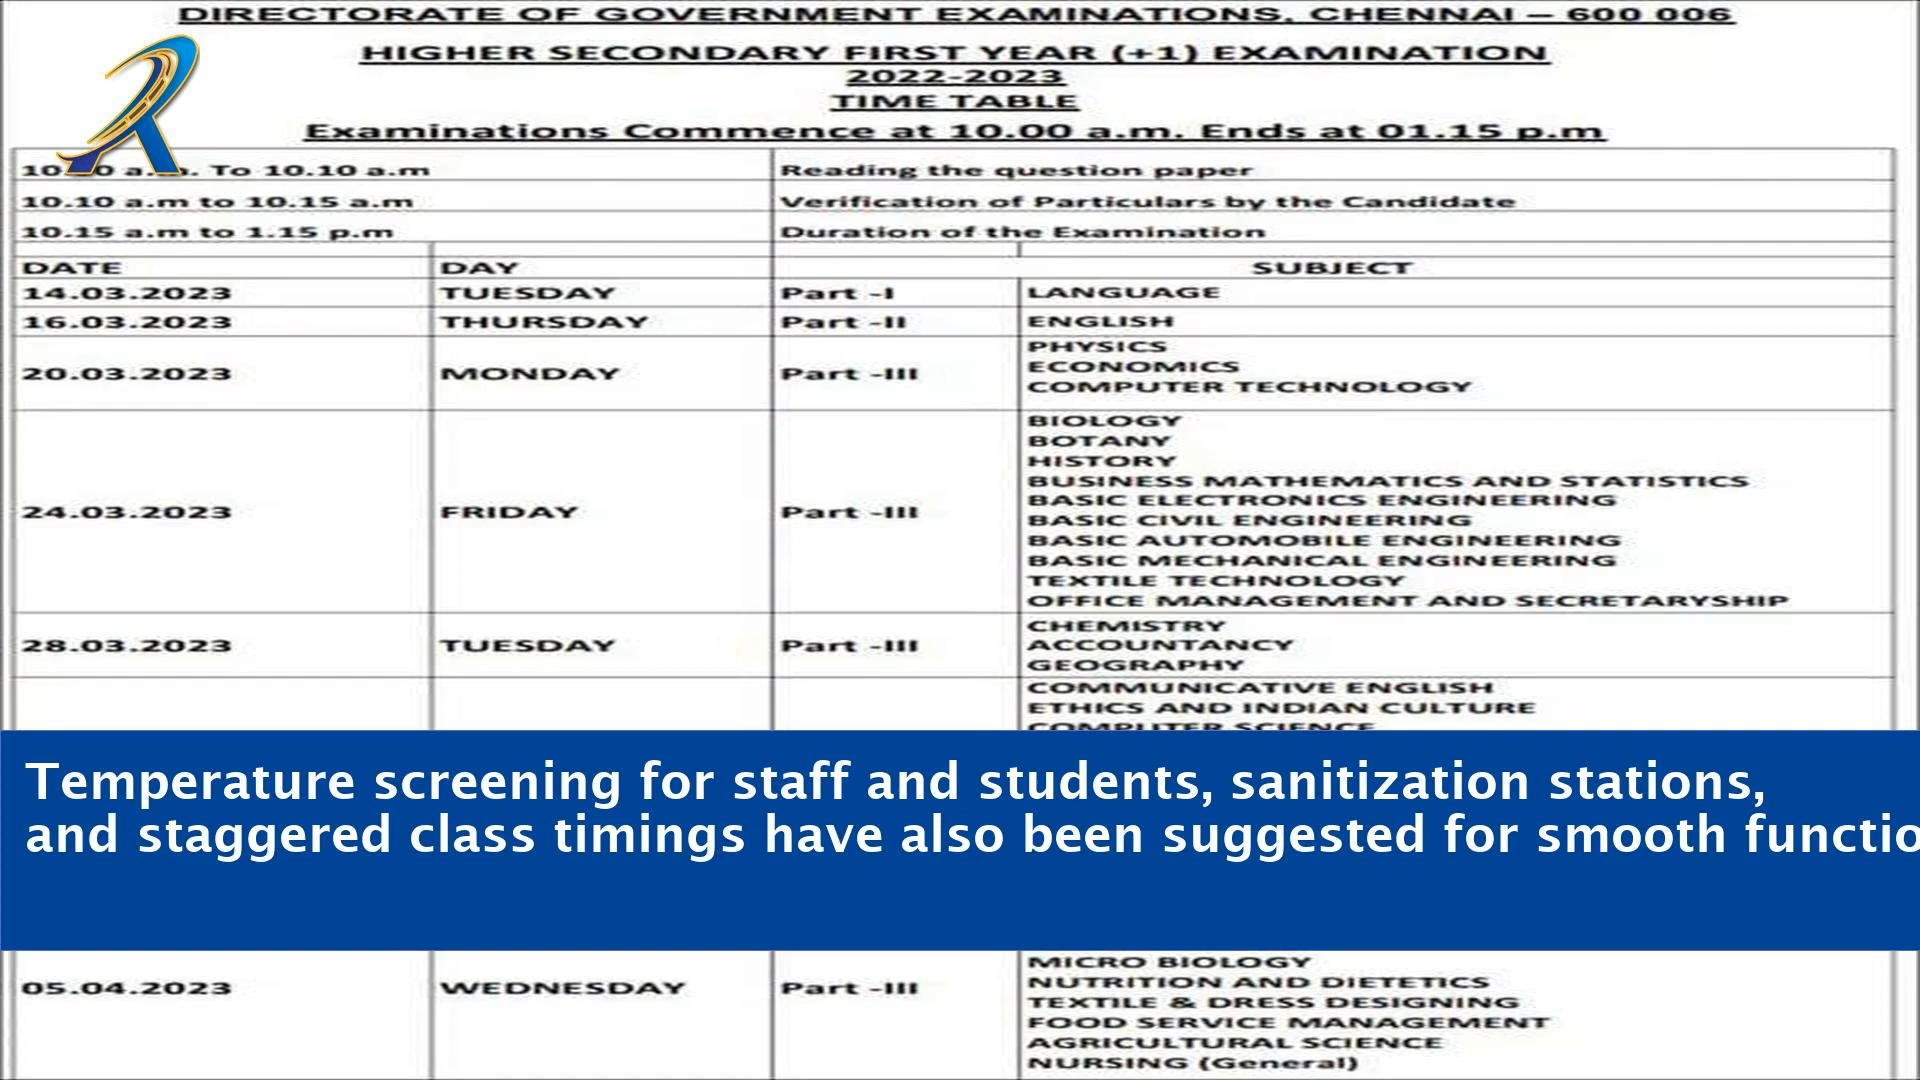 DIRECTORATE OF GOVERNMENT EXAMINATIONS, CHENNAI – 600 006
HIGHER SECONDARY FIRST YEAR (+1) EXAMINATION
2022-2023
TIME TABLE
Examinations Commence at 10.00 a.m. Ends at 01.15 p.m
To 10.10 a.m Reading the question paper
10.10 a.m to 10.15 a.m Verification of Particulars by the Candidate
10.15 a.m to 1.15 p.m Duration of the Examination
DATE DAY SUBJECT
14.03.2023 TUESDAY Part -I LANGUAGE
16.03.2023 THURSDAY Part -II ENGLISH
20.03.2023 MONDAY Part -III PHYSICS
ECONOMICS
COMPUTER TECHNOLOGY
24.03.2023 FRIDAY Part -III BIOLOGY
BOTANY
HISTORY
BUSINESS MATHEMATICS AND STATISTICS
BASIC ELECTRONICS ENGINEERING
BASIC CIVIL ENGINEERING
BASIC AUTOMOBILE ENGINEERING
BASIC MECHANICAL ENGINEERING
TEXTILE TECHNOLOGY
OFFICE MANAGEMENT AND SECRETARYSHIP
28.03.2023 TUESDAY Part -III CHEMISTRY
ACCOUNTANCY
GEOGRAPHY
COMMUNICATIVE ENGLISH
ETHICS AND INDIAN CULTURE
COMPUTER SCIENCE
Temperature screening for staff and students, sanitization stations,
and staggered class timings have also been suggested for smooth functio
05.04.2023 WEDNESDAY Part -III MICRO BIOLOGY
NUTRITION AND DIETETICS
TEXTILE & DRESS DESIGNING
FOOD SERVICE MANAGEMENT
AGRICULTURAL SCIENCE
NURSING (General)